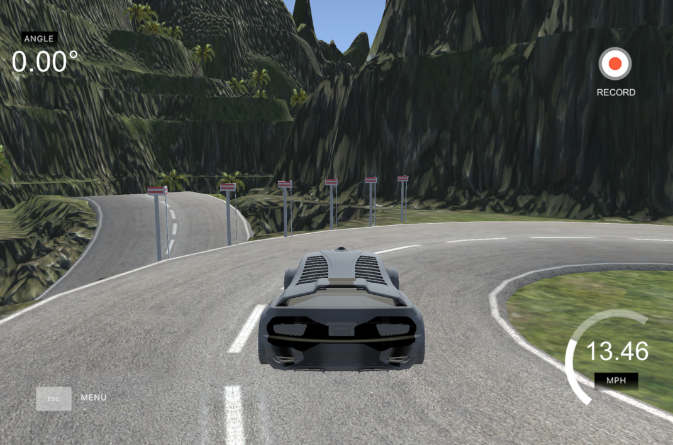 ANGLE
0.00°
RECORD
13.46
MPH
ESC
MENU